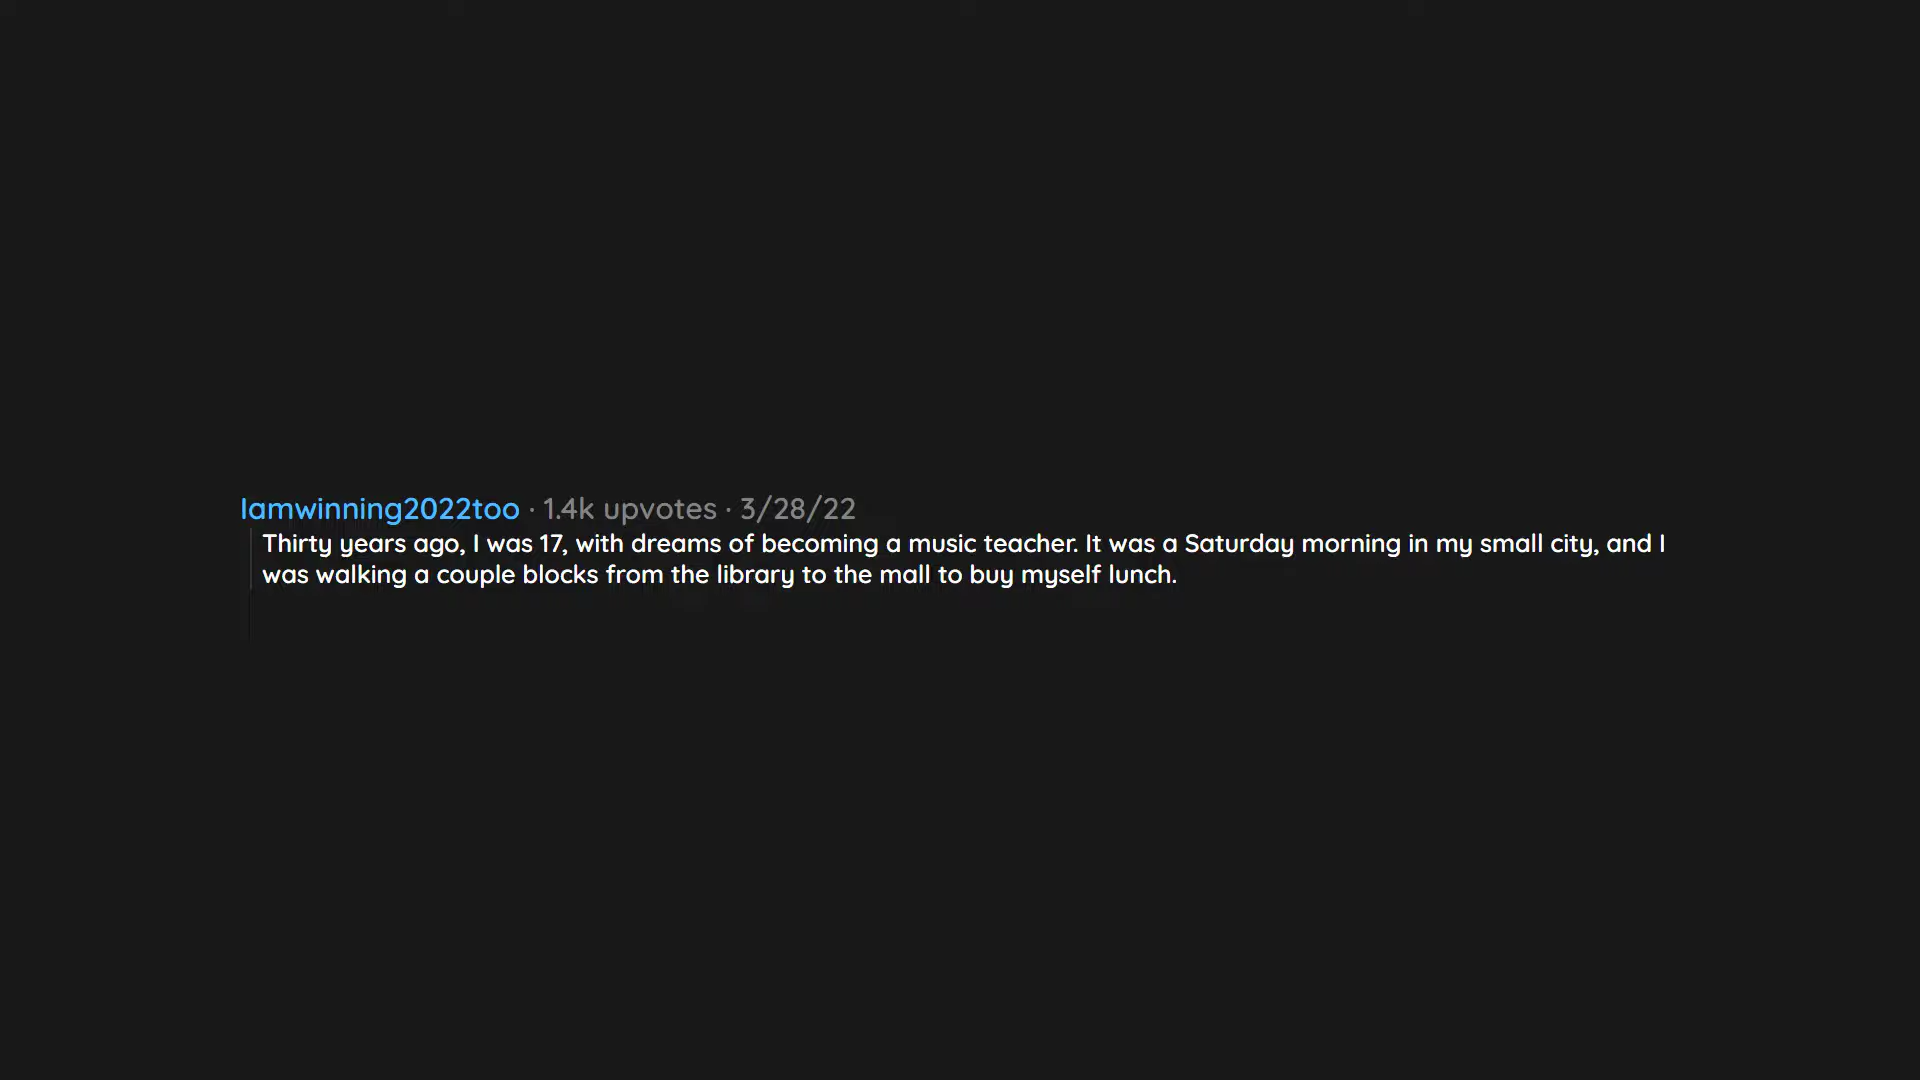 Iamwinning2022too · 1.4k upvotes · 3/28/22
Thirty years ago, I was 17, with dreams of becoming a music teacher. It was a Saturday morning in my small city, and I
was walking a couple blocks from the library to the mall to buy myself lunch.